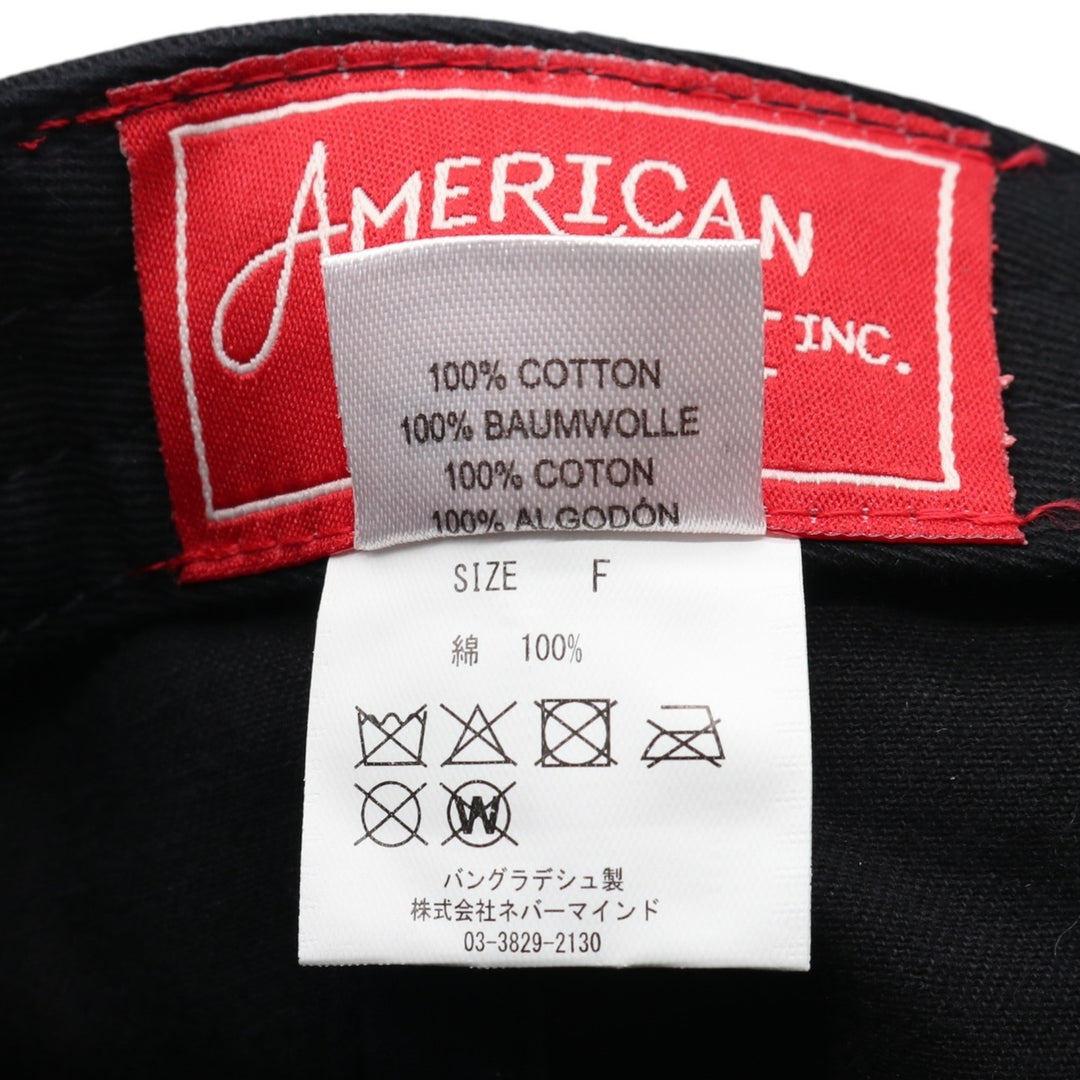 AMERICAN
INC.
100% COTTON
100% BAUMWOLLE
100% COTON
100% ALGODÓN
SIZE F
綿 100%
W
バングラデシュ製
株式会社ネバーマインド
03-3829-2130